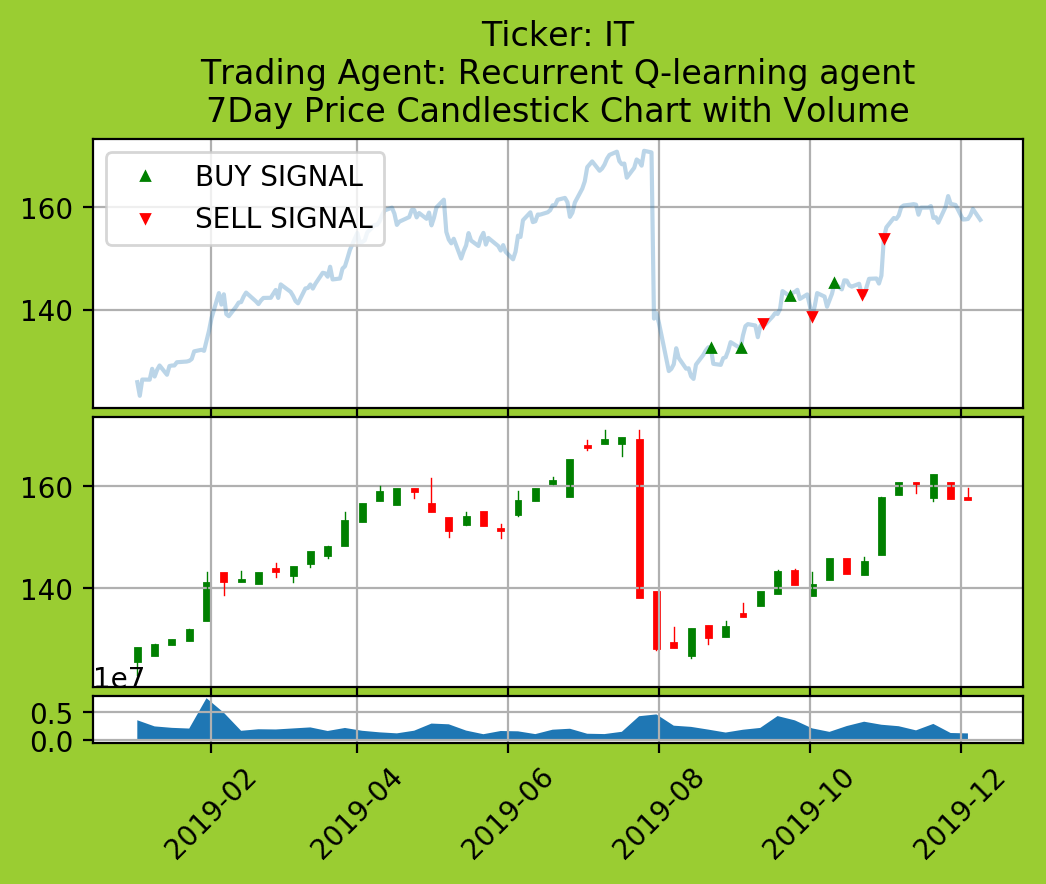 Ticker: IT
Trading Agent: Recurrent Q-learning agent
7Day Price Candlestick Chart with Volume
BUY SIGNAL
SELL SIGNAL
160
140
160
140
1e7
0.5
0.0
2019-02
2019-04
2019-06
2019-08
2019-10
2019-12